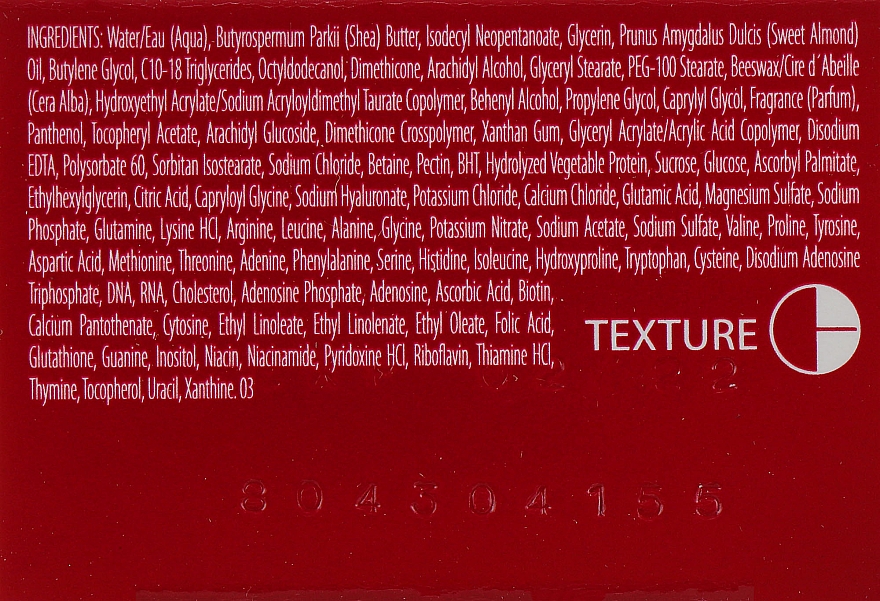 INGREDIENTS: Water/Eau (Aqua), Butyrospermum Parkii (Shea) Butter, Isodecyl Neopentanoate, Glycerin, Prunus Amygdalus Dulcis (Sweet Almond)
Oil, Butylene Glycol, C10-18 Triglycerides, Octyldodecanol, Dimethicone, Arachidyl Alcohol, Glyceryl Stearate, PEG-100 Stearate, Beeswax/Cire d´Abeille
(Cera Alba), Hydroxyethyl Acrylate/Sodium Acryloyldimethyl Taurate Copolymer, Behenyl Alcohol, Propylene Glycol, Caprylyl Glycol, Fragrance (Parfum),
Panthenol, Tocopheryl Acetate, Arachidyl Glucoside, Dimethicone Crosspolymer, Xanthan Gum, Glyceryl Acrylate/Acrylic Acid Copolymer, Disodium
EDTA, Polysorbate 60, Sorbitan Isostearate, Sodium Chloride, Betaine, Pectin, BHT, Hydrolyzed Vegetable Protein, Sucrose, Glucose, Ascorbyl Palmitate,
Ethylhexylglycerin, Citric Acid, Capryloyl Glycine, Sodium Hyaluronate, Potassium Chloride, Calcium Chloride, Glutamic Acid, Magnesium Sulfate, Sodium
Phosphate, Glutamine, Lysine HCl, Arginine, Leucine, Alanine, Glycine, Potassium Nitrate, Sodium Acetate, Sodium Sulfate, Valine, Proline, Tyrosine,
Aspartic Acid, Methionine, Threonine, Adenine, Phenylalanine, Serine, Histidine, Isoleucine, Hydroxyproline, Tryptophan, Cysteine, Disodium Adenosine
Triphosphate, DNA, RNA, Cholesterol, Adenosine Phosphate, Adenosine, Ascorbic Acid, Biotin,
Calcium Pantothenate, Cytosine, Ethyl Linoleate, Ethyl Linolenate, Ethyl Oleate, Folic Acid,
Glutathione, Guanine, Inositol, Niacin, Niacinamide, Pyridoxine HCl, Riboflavin, Thiamine HCl,
Thymine, Tocopherol, Uracil, Xanthine. 03
TEXTURE
804304155